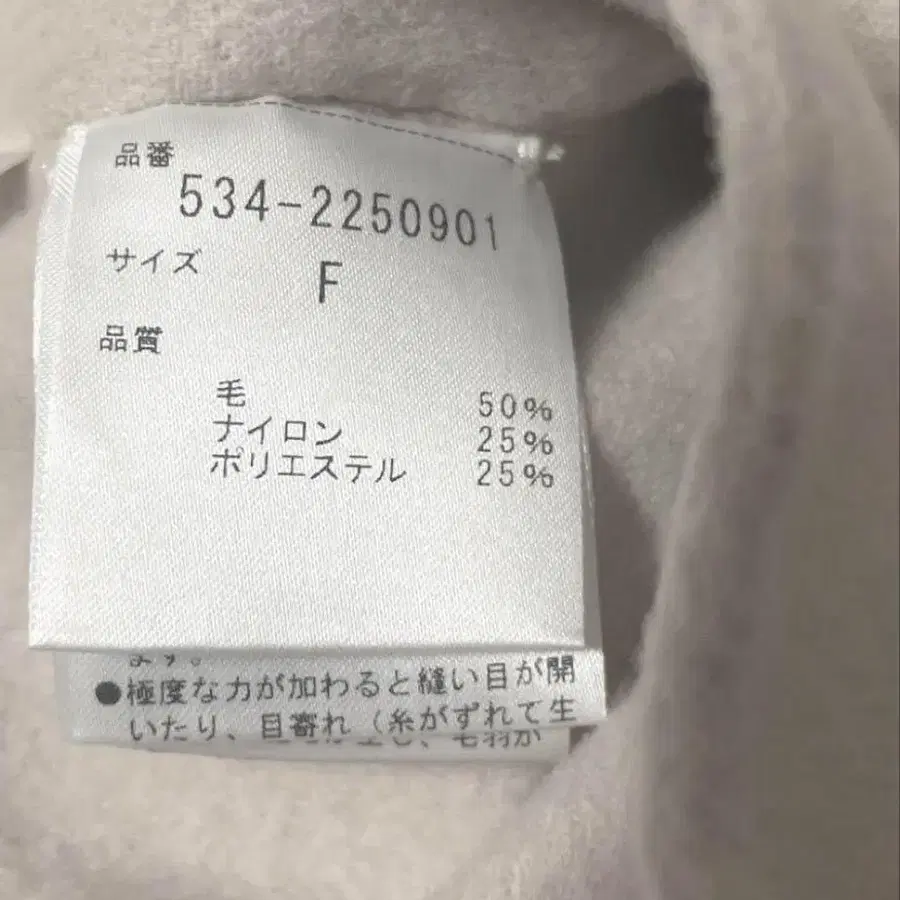 品番
534-2250901
サイズ F
品質
毛 50%
ナイロン 25%
ポリエステル 25%
ます。
●極度な力が加わると縫い目が開
いたり、目寄れ（糸がずれて生